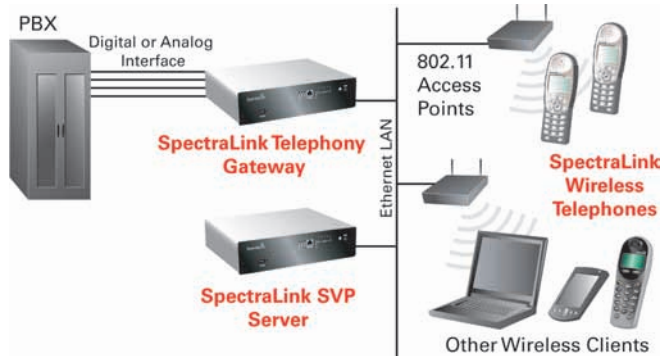 PBX
Digital or Analog
Interface
SpectraLink Telephony
Gateway
SpectraLink SVP
Server
Ethernet LAN
802.11
Access
Points
SpectraLink
Wireless
Telephones
Other Wireless Clients